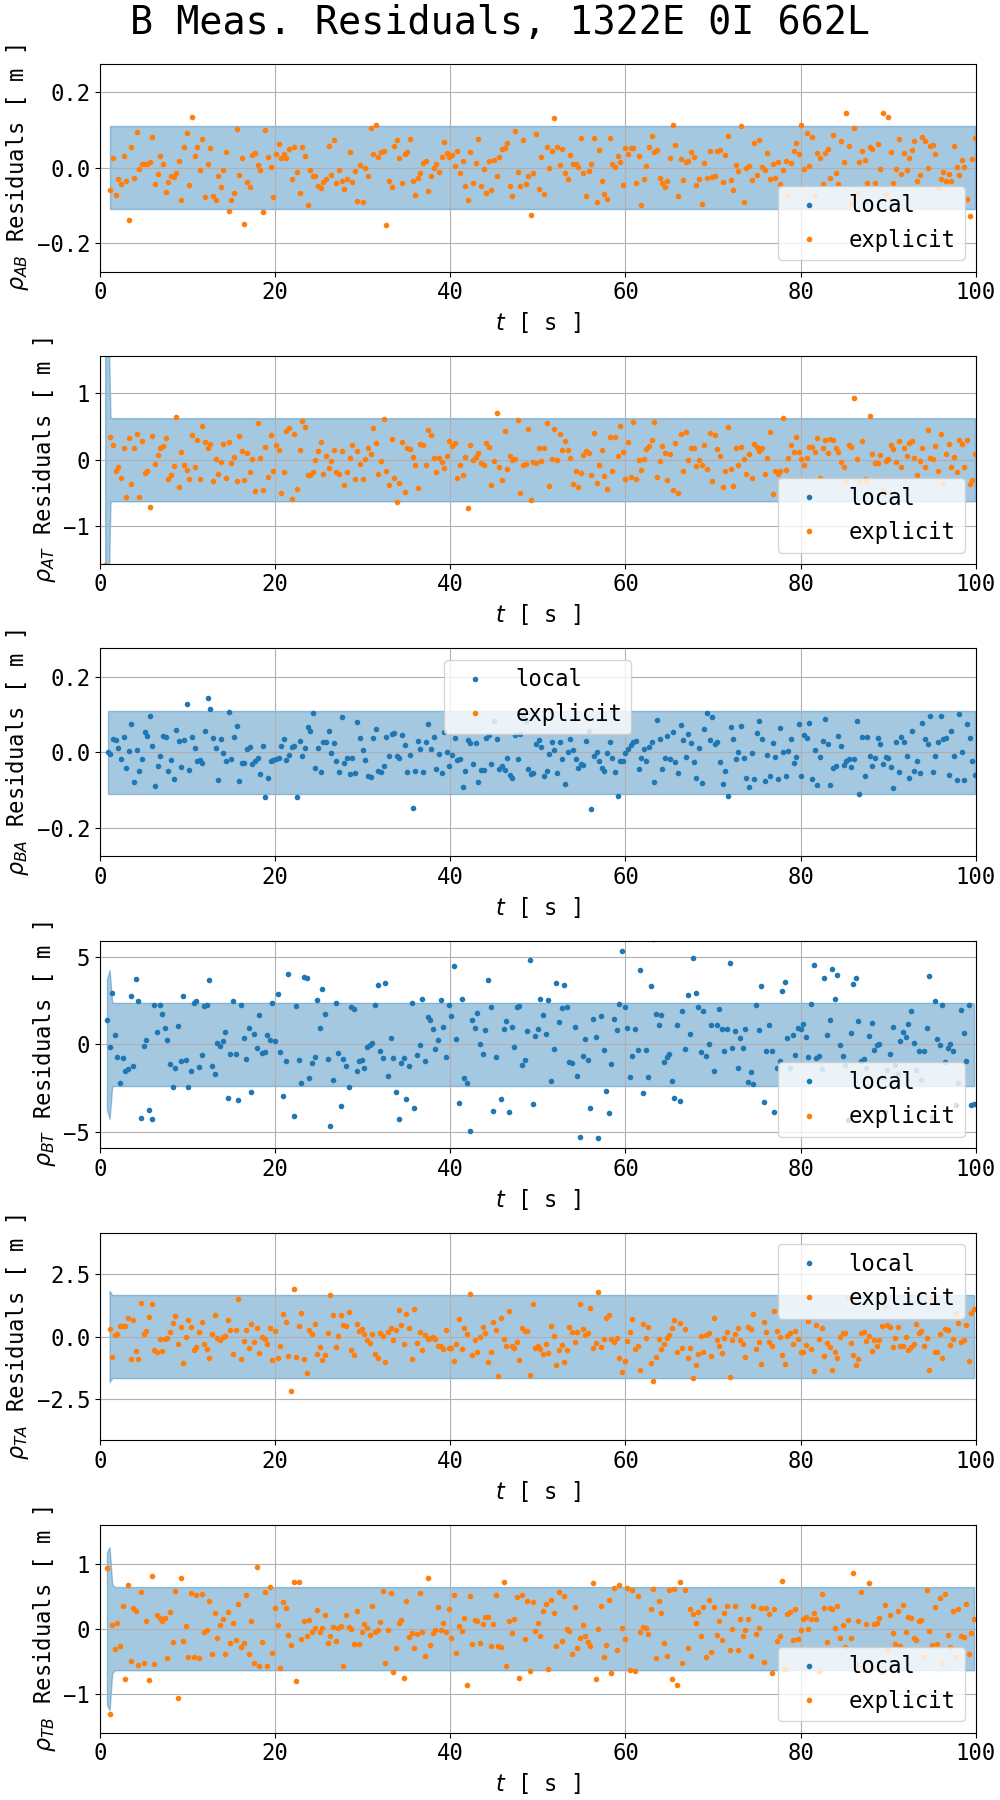 B Meas. Residuals, 1322E 0I 662L
ρAB Residuals [ m ]
0.2
0.0
−0.2
local
explicit
0 20 40 60 80 100
t [ s ]
ρAT Residuals [ m ]
1
0
−1
local
explicit
0 20 40 60 80 100
t [ s ]
ρBA Residuals [ m ]
0.2
0.0
−0.2
local
explicit
0 20 40 60 80 100
t [ s ]
ρBT Residuals [ m ]
5
0
−5
local
explicit
0 20 40 60 80 100
t [ s ]
ρTA Residuals [ m ]
2.5
0.0
−2.5
local
explicit
0 20 40 60 80 100
t [ s ]
ρTB Residuals [ m ]
1
0
−1
local
explicit
0 20 40 60 80 100
t [ s ]